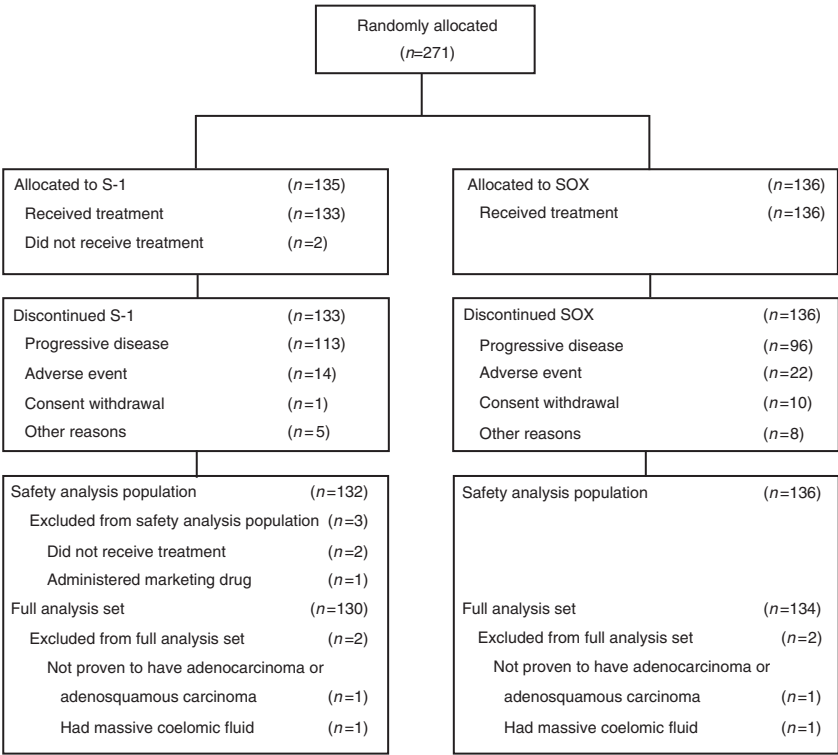 Randomly allocated
(n=271)
Allocated to S-1 (n=135)
Received treatment (n=133)
Did not receive treatment (n=2)
Allocated to SOX (n=136)
Received treatment (n=136)
Discontinued S-1 (n=133)
Progressive disease (n=113)
Adverse event (n=14)
Consent withdrawal (n=1)
Other reasons (n=5)
Discontinued SOX (n=136)
Progressive disease (n=96)
Adverse event (n=22)
Consent withdrawal (n=10)
Other reasons (n=8)
Safety analysis population (n=132)
Excluded from safety analysis population (n=3)
Did not receive treatment (n=2)
Administered marketing drug (n=1)
Full analysis set (n=130)
Excluded from full analysis set (n=2)
Not proven to have adenocarcinoma or
adenosquamous carcinoma (n=1)
Had massive coelomic fluid (n=1)
Safety analysis population (n=136)
Full analysis set (n=134)
Excluded from full analysis set (n=2)
Not proven to have adenocarcinoma or
adenosquamous carcinoma (n=1)
Had massive coelomic fluid (n=1)